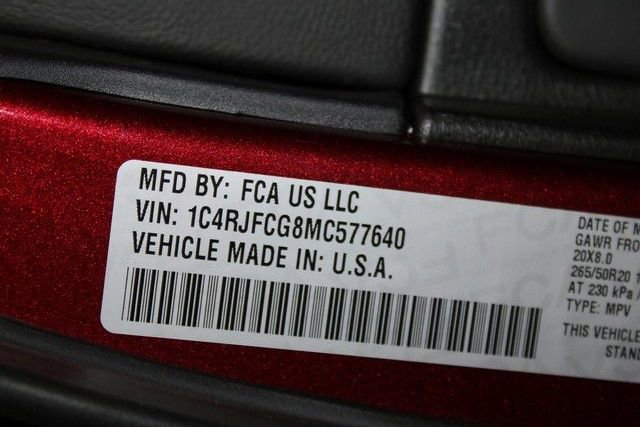 MFD BY: FCA US LLC
VIN: 1C4RJFCG8MC577640
VEHICLE MADE IN: U.S.A.
DATE OF M
GAWR FRO
20X8.0
265/50R20 1
AT 230 kPa
TYPE: MPV
THIS VEHICLE
STAND